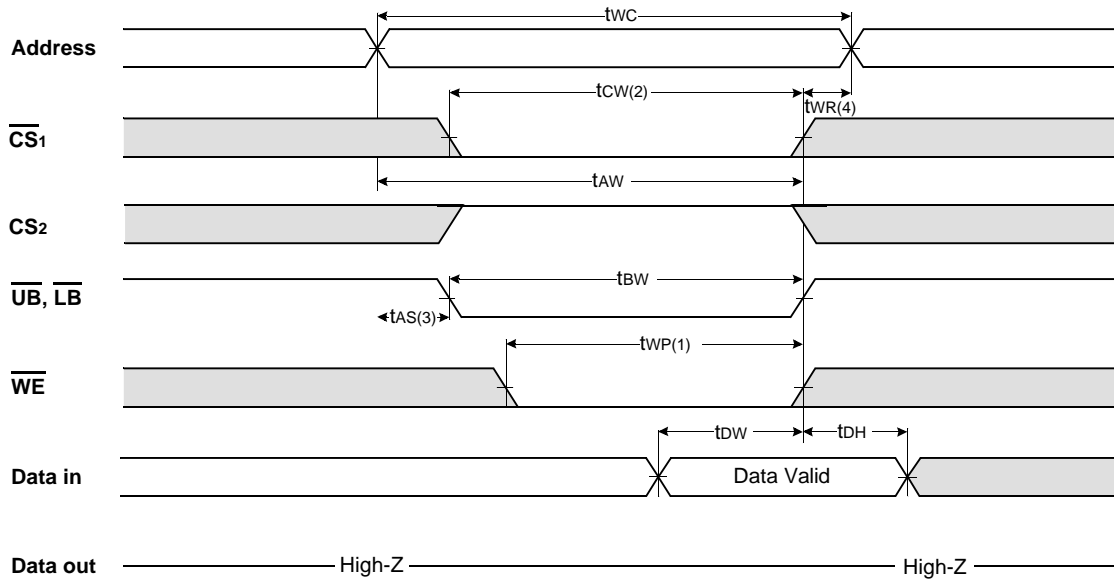 tWC
Address
tCW(2)
tWR(4)
CS1
tAW
CS2
tBW
UB, LB
tAS(3)
tWP(1)
WE
tDW
tDH
Data in
Data Valid
Data out
High-Z
High-Z